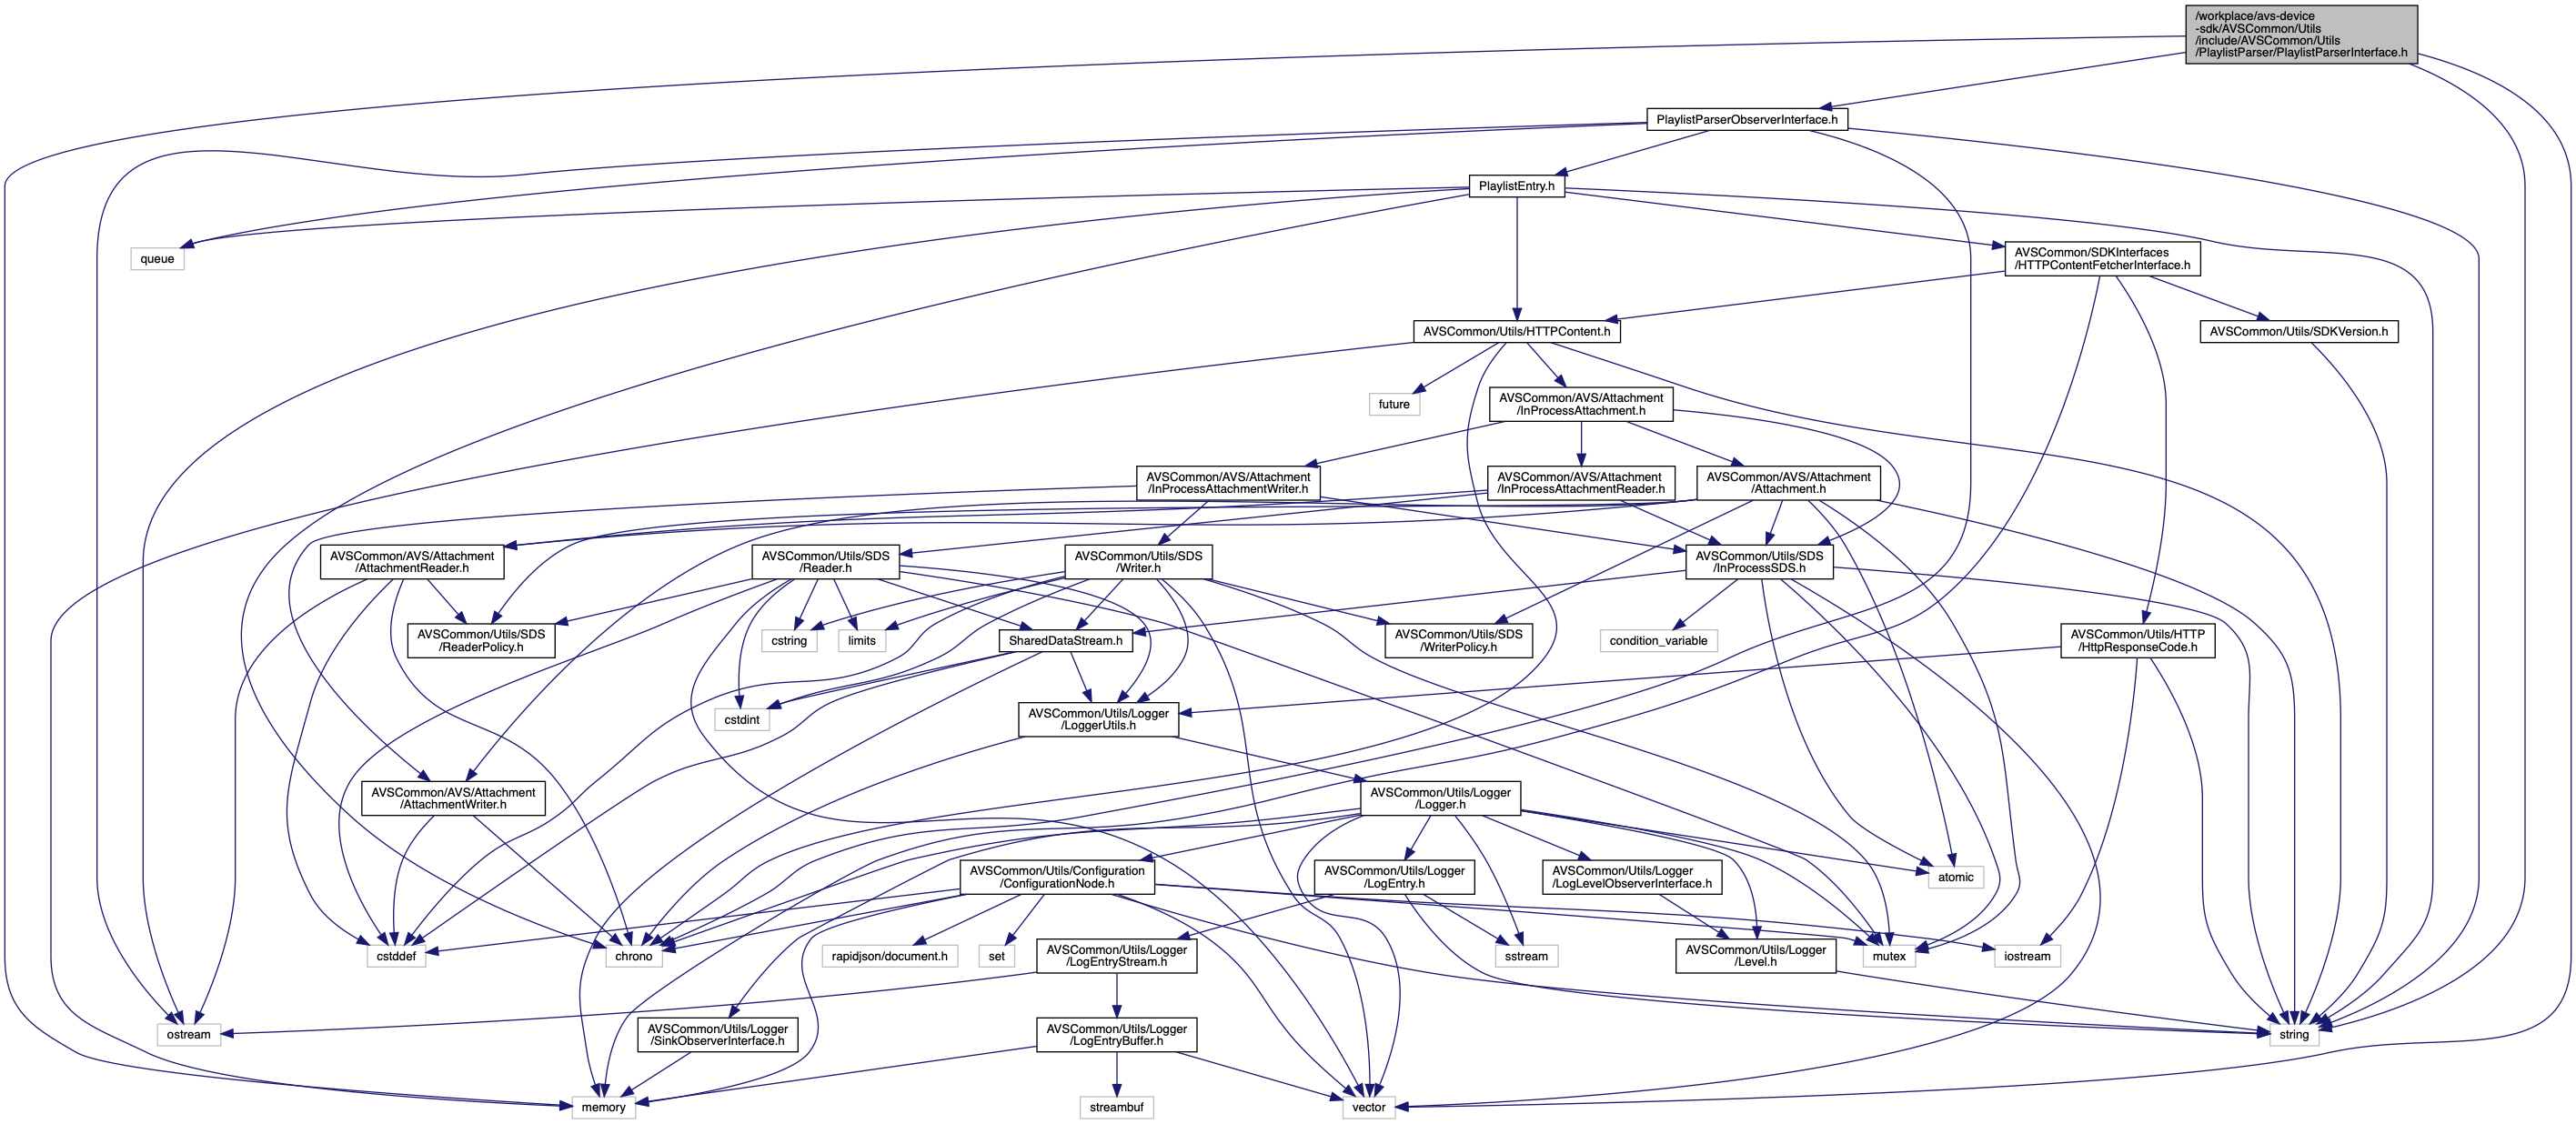 /workplace/avs-device
-sdk/AVSCommon/Utils
/include/AVSCommon/Utils
/PlaylistParser/PlaylistParserInterface.h
PlaylistParserObserverInterface.h
PlaylistEntry.h
queue
AVSCommon/SDKInterfaces
/HTTPContentFetcherInterface.h
AVSCommon/Utils/HTTPContent.h
AVSCommon/Utils/SDKVersion.h
future
AVSCommon/AVS/Attachment
/InProcessAttachment.h
AVSCommon/AVS/Attachment
/InProcessAttachmentWriter.h
AVSCommon/AVS/Attachment
/InProcessAttachmentReader.h
AVSCommon/AVS/Attachment
/Attachment.h
AVSCommon/AVS/Attachment
/AttachmentReader.h
AVSCommon/Utils/SDS
/Reader.h
AVSCommon/Utils/SDS
/Writer.h
AVSCommon/Utils/SDS
/InProcessSDS.h
AVSCommon/Utils/SDS
/ReaderPolicy.h
cstring
limits
SharedDataStream.h
AVSCommon/Utils/SDS
/WriterPolicy.h
condition_variable
AVSCommon/Utils/HTTP
/HttpResponseCode.h
cstdint
AVSCommon/Utils/Logger
/LoggerUtils.h
AVSCommon/AVS/Attachment
/AttachmentWriter.h
AVSCommon/Utils/Logger
/Logger.h
AVSCommon/Utils/Configuration
/ConfigurationNode.h
AVSCommon/Utils/Logger
/LogEntry.h
AVSCommon/Utils/Logger
/LogLevelObserverInterface.h
atomic
cstddef
chrono
rapidjson/document.h
set
AVSCommon/Utils/Logger
/LogEntryStream.h
sstream
AVSCommon/Utils/Logger
/Level.h
mutex
iostream
ostream
AVSCommon/Utils/Logger
/SinkObserverInterface.h
AVSCommon/Utils/Logger
/LogEntryBuffer.h
string
memory
streambuf
vector